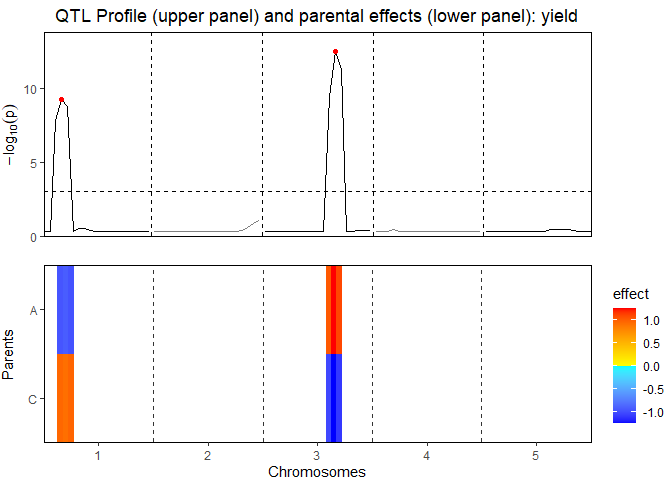 QTL Profile (upper panel) and parental effects (lower panel): yield
−log10(p)
10
5
0
Parents
A
C
1
2
3
4
5
Chromosomes
effect
1.0
0.5
0.0
-0.5
-1.0